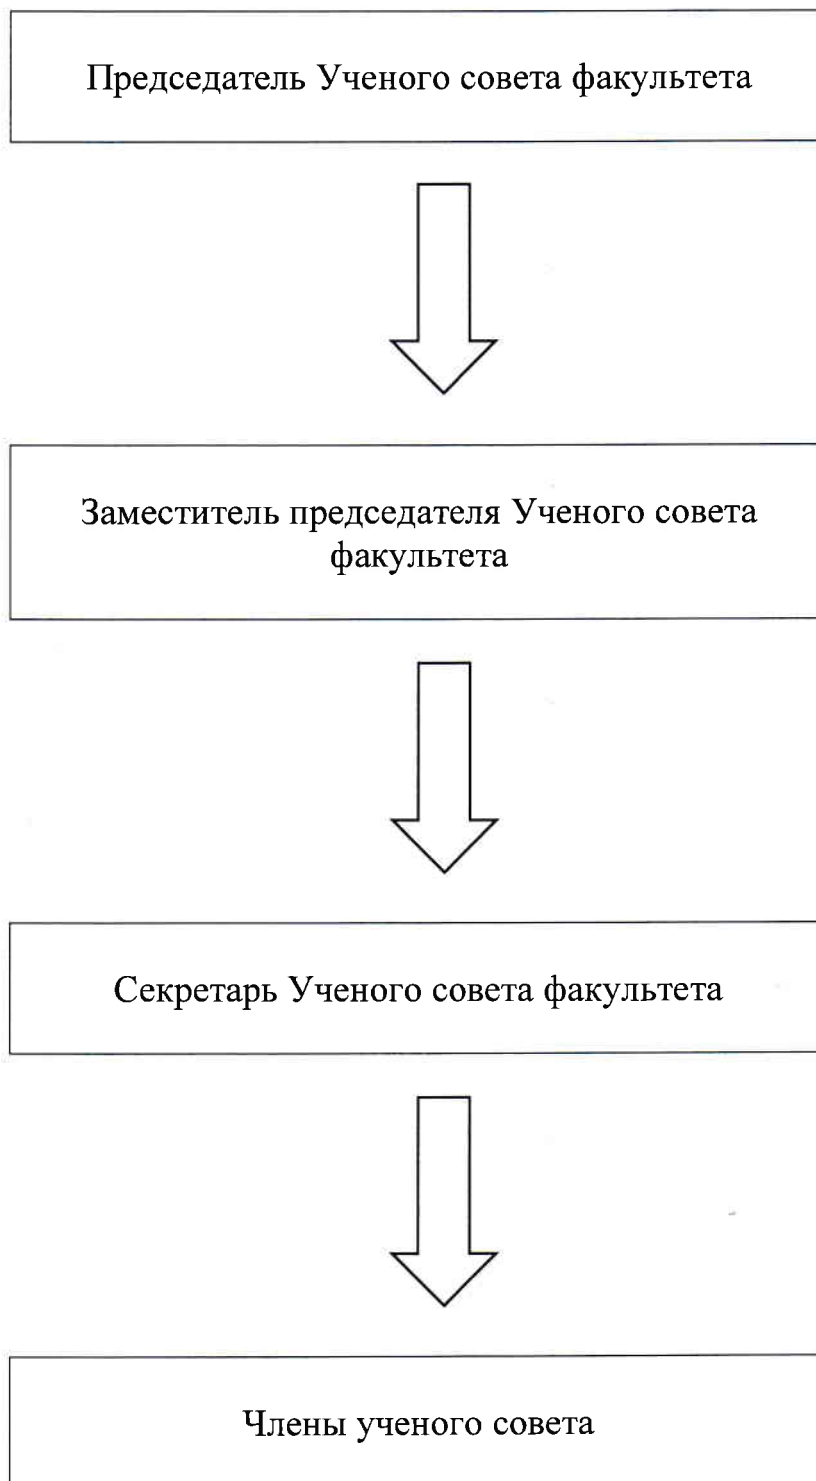 Председатель Ученого совета факультета
Заместитель председателя Ученого совета
факультета
Секретарь Ученого совета факультета
Члены ученого совета